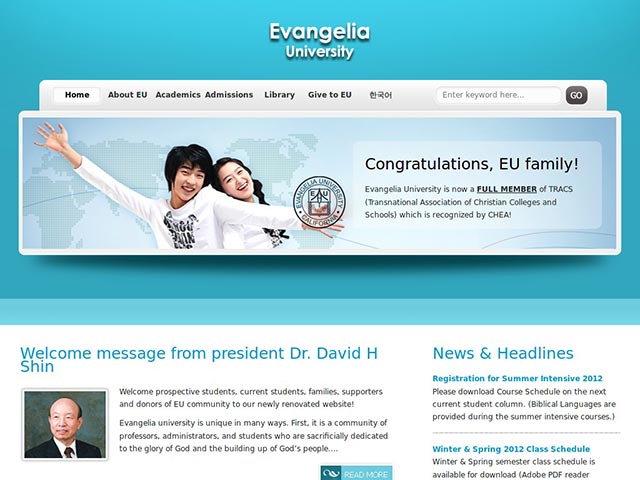 Evangelia
University
Home About EU Academics Admissions Library Give to EU 한국어
Enter keyword here... GO
Congratulations, EU family!
Evangelia University is now a FULL MEMBER of TRACS
(Transnational Association of Christian Colleges and
Schools) which is recognized by CHEA!
EVANGELIA UNIVERSITY
EU
CALIFORNIA
Welcome message from president Dr. David H
Shin
Welcome prospective students, current students, families, supporters
and donors of EU community to our newly renovated website!
Evangelia university is unique in many ways. First, it is a community of
professors, administrators, and students who are sacrificially dedicated
to the glory of God and the building up of God's people....
READ MORE
News & Headlines
Registration for Summer Intensive 2012
Please download Course Schedule on the next
current student column. (Biblical Languages are
provided during the summer intensive courses.)
Winter & Spring 2012 Class Schedule
Winter & Spring semester class schedule is
available for download (Adobe PDF reader